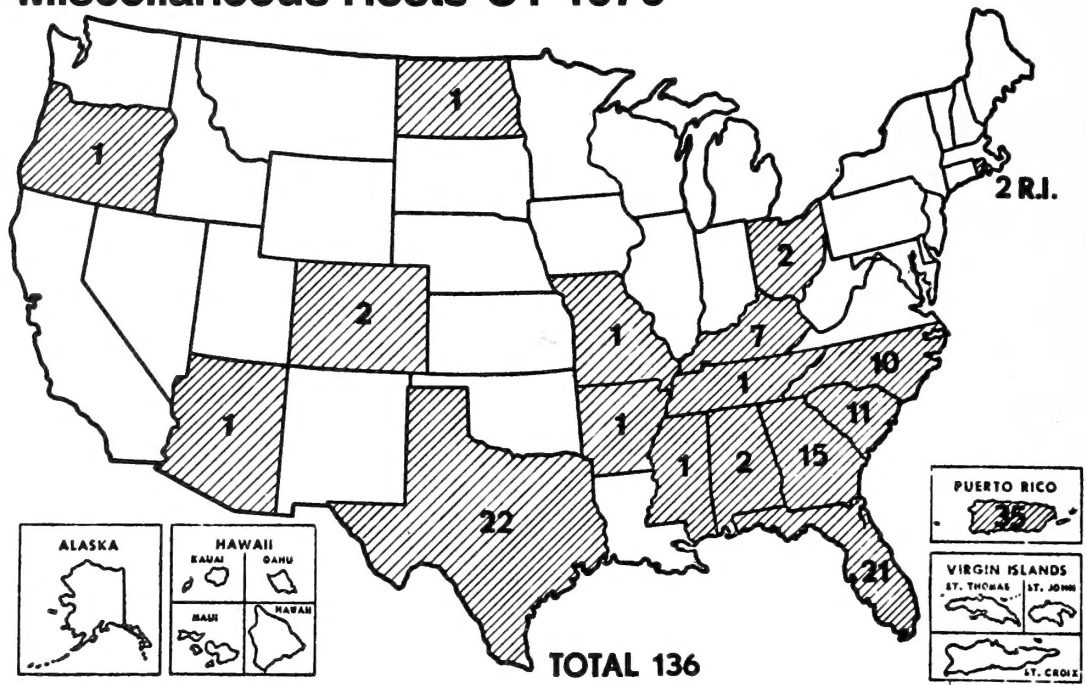 Miscellaneous Hosts CY
1
1
2 R.I.
2
2
1
7
10
1
1
1
11
1
2
15
22
21
PUERTO RICO
35
ALASKA
HAWAII
KAUAI
OAHU
MAUI
HAWAII
VIRGIN ISLANDS
ST. THOMAS
ST. JOHN
ST. CROIX
TOTAL 136